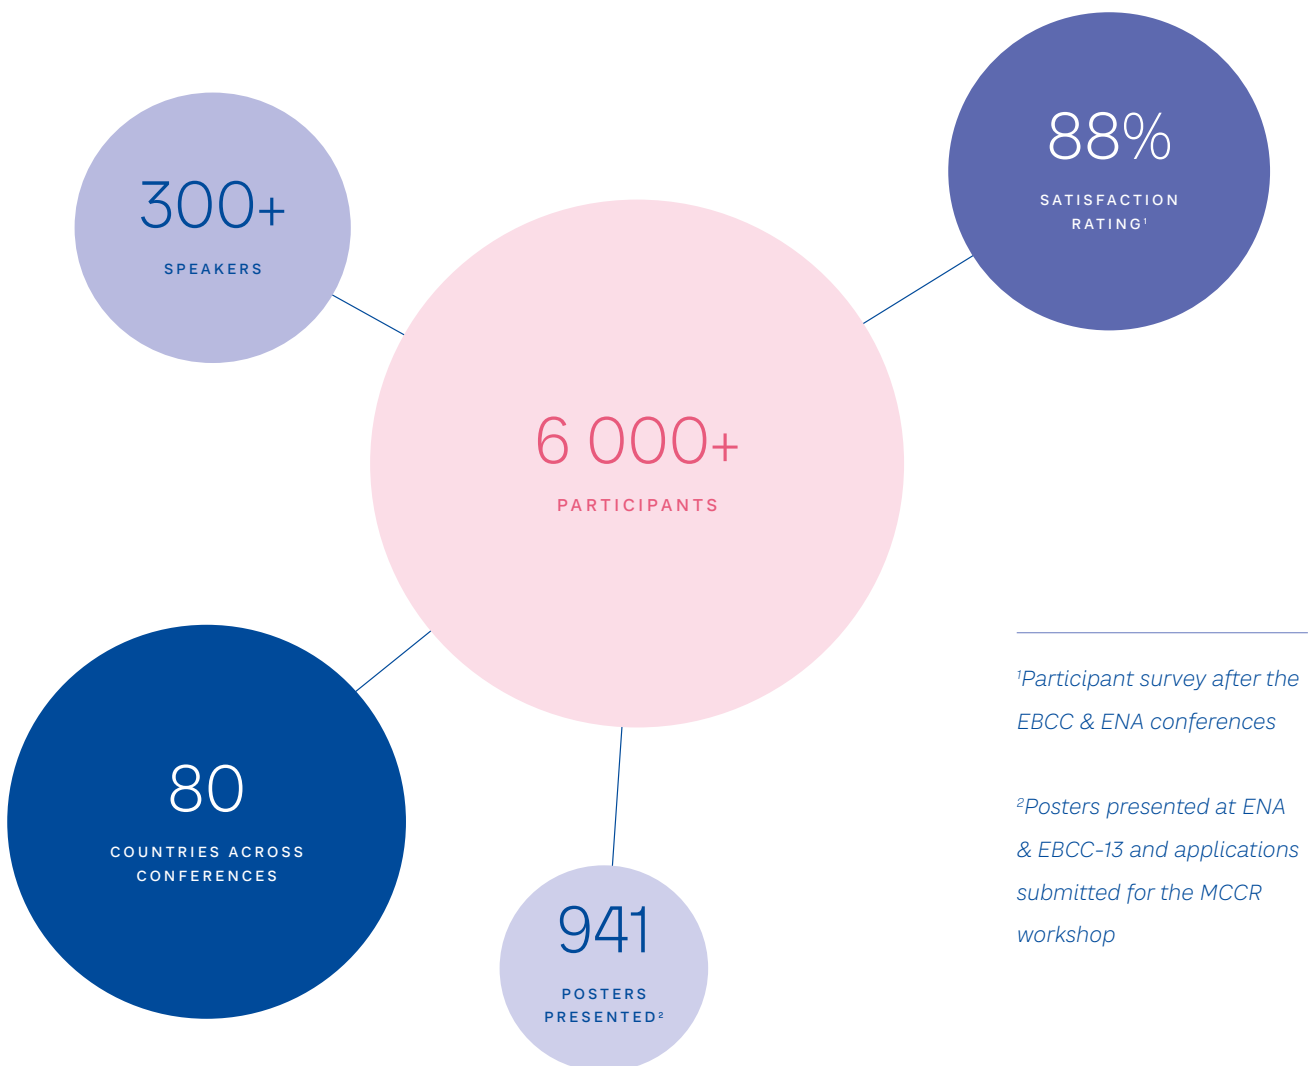 88%
SATISFACTION
RATING¹
300+
SPEAKERS
6 000+
PARTICIPANTS
80
COUNTRIES ACROSS
CONFERENCES
941
POSTERS
PRESENTED²
¹Participant survey after the
EBCC & ENA conferences
²Posters presented at ENA
& EBCC-13 and applications
submitted for the MCCR
workshop